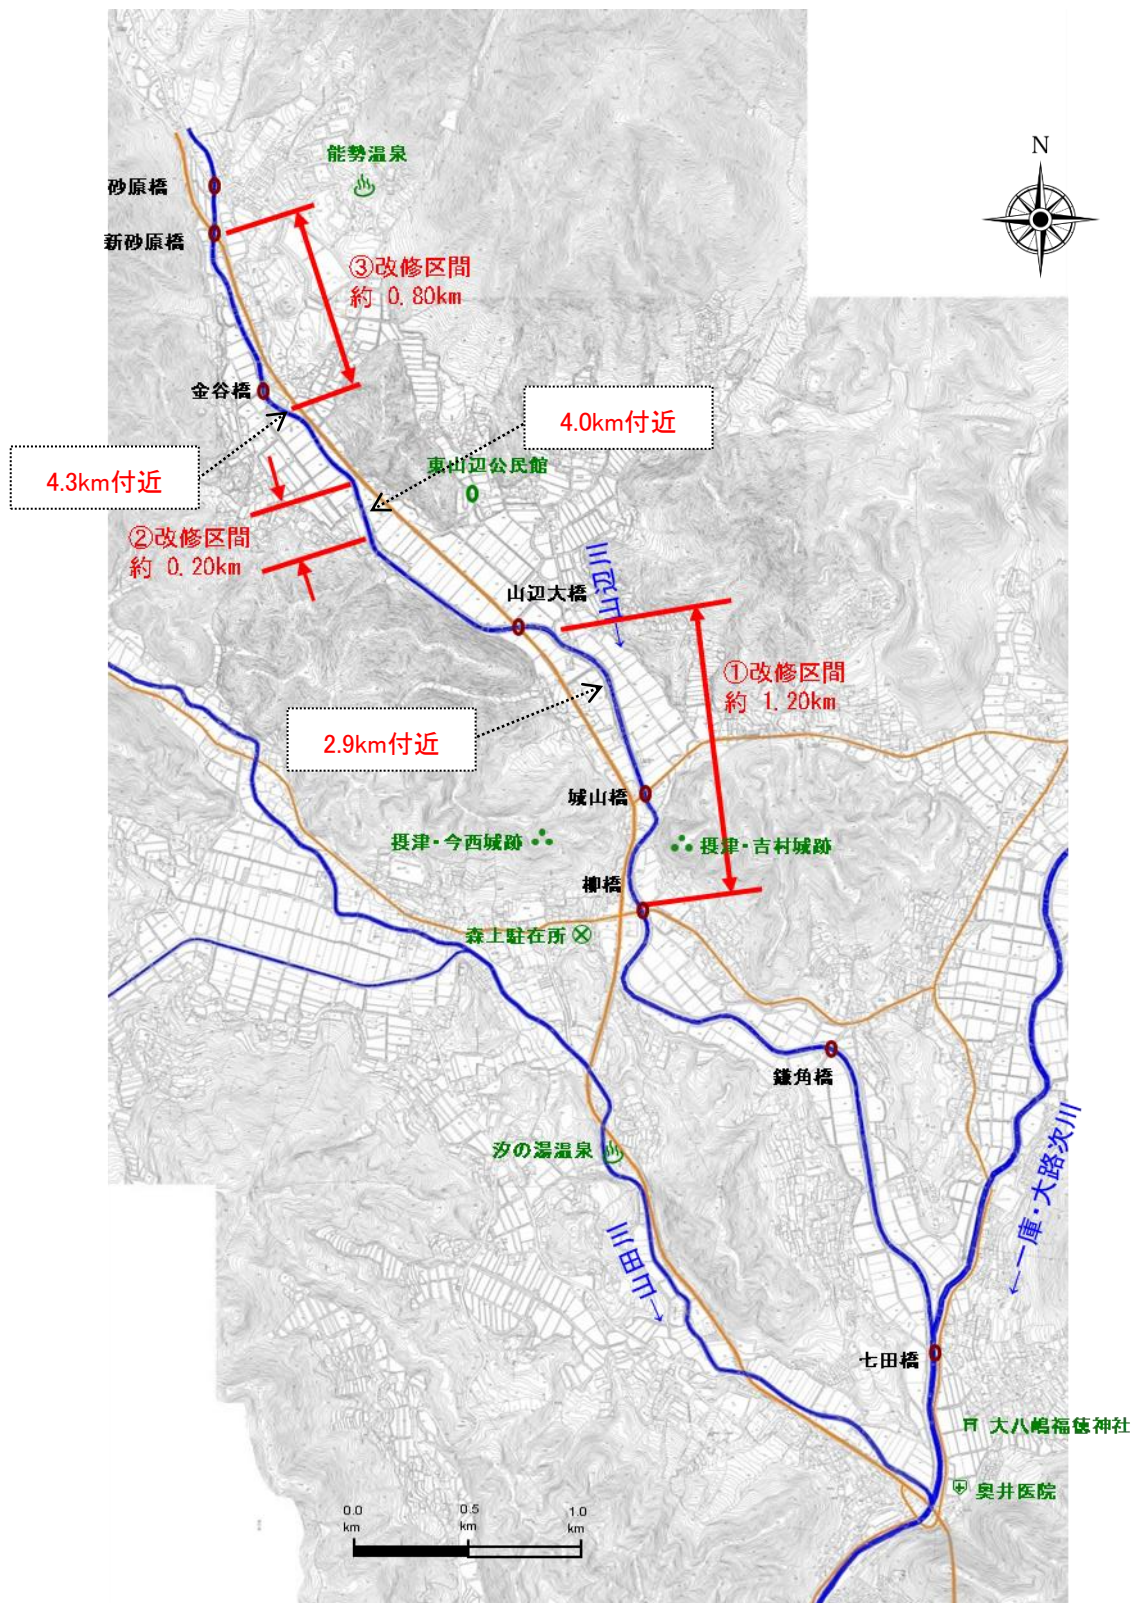 N
能勢温泉
砂原橋
新砂原橋
③改修区間
約 0.80km
金谷橋
4.0km付近
4.3km付近
東山辺公民館
②改修区間
約 0.20km
山辺川→
山辺大橋
①改修区間
約 1.20km
2.9km付近
城山橋
摂津・今西城跡
摂津・吉村城跡
柳橋
森上駐在所
鎌角橋
汐の湯温泉
←一庫・大路次川
山田川→
七田橋
大八嶋福徳神社
奥井医院
0.0
km
0.5
km
1.0
km